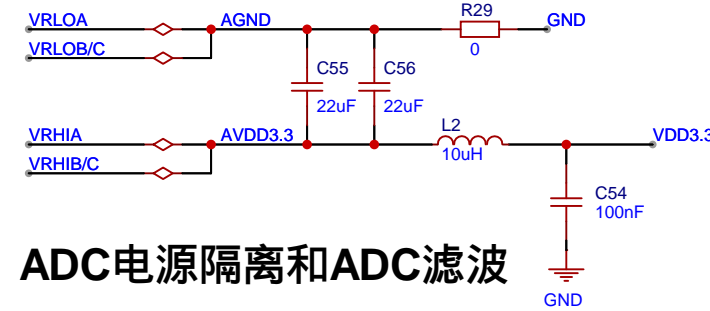 VRLOA
AGND
R29
GND
VRLOB/C
0
C55
C56
22uF
22uF
VRHIA
AVDD3.3
L2
VDD3.3
10uH
VRHIB/C
C54
100nF
ADC电源隔离和ADC滤波
GND